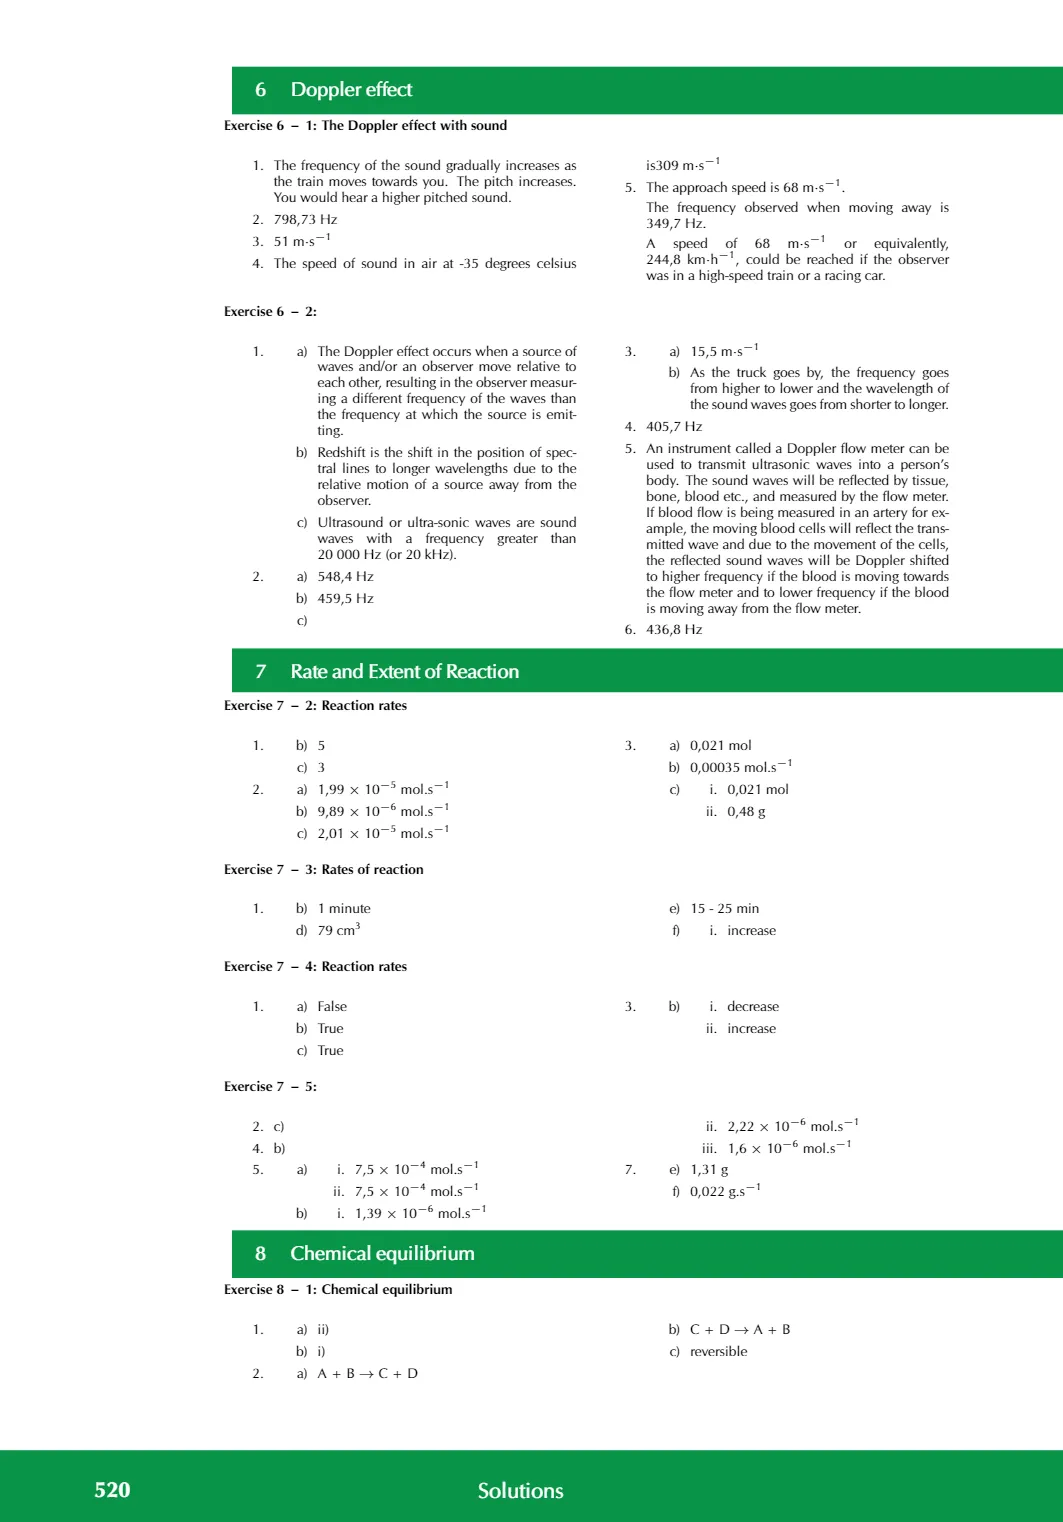 6 Doppler effect
Exercise 6 – 1: The Doppler effect with sound
1. The frequency of the sound gradually increases as
the train moves towards you. The pitch increases.
You would hear a higher pitched sound.
2. 798,73 Hz
3. 51 m·s−1
4. The speed of sound in air at -35 degrees celsius
is309 m·s−1
5. The approach speed is 68 m·s−1.
The frequency observed when moving away is
349,7 Hz.
A speed of 68 m·s−1 or equivalently,
244,8 km·h−1, could be reached if the observer
was in a high-speed train or a racing car.
Exercise 6 – 2:
1. a) The Doppler effect occurs when a source of
waves and/or an observer move relative to
each other, resulting in the observer measur-
ing a different frequency of the waves than
the frequency at which the source is emit-
ting.
b) Redshift is the shift in the position of spec-
tral lines to longer wavelengths due to the
relative motion of a source away from the
observer.
c) Ultrasound or ultra-sonic waves are sound
waves with a frequency greater than
20 000 Hz (or 20 kHz).
2. a) 548,4 Hz
b) 459,5 Hz
c)
3. a) 15,5 m·s−1
b) As the truck goes by, the frequency goes
from higher to lower and the wavelength of
the sound waves goes from shorter to longer.
4. 405,7 Hz
5. An instrument called a Doppler flow meter can be
used to transmit ultrasonic waves into a person's
body. The sound waves will be reflected by tissue,
bone, blood etc., and measured by the flow meter.
If blood flow is being measured in an artery for ex-
ample, the moving blood cells will reflect the trans-
mitted wave and due to the movement of the cells,
the reflected sound waves will be Doppler shifted
to higher frequency if the blood is moving towards
the flow meter and to lower frequency if the blood
is moving away from the flow meter.
6. 436,8 Hz
7 Rate and Extent of Reaction
Exercise 7 – 2: Reaction rates
1. b) 5
c) 3
2. a) 1,99 × 10−5 mol.s−1
b) 9,89 × 10−6 mol.s−1
c) 2,01 × 10−5 mol.s−1
3. a) 0,021 mol
b) 0,00035 mol.s−1
c) i. 0,021 mol
ii. 0,48 g
Exercise 7 – 3: Rates of reaction
1. b) 1 minute
d) 79 cm3
e) 15 - 25 min
f) i. increase
Exercise 7 – 4: Reaction rates
1. a) False
b) True
c) True
3. b) i. decrease
ii. increase
Exercise 7 – 5:
2. c)
4. b)
5. a) i. 7,5 × 10−4 mol.s−1
ii. 7,5 × 10−4 mol.s−1
b) i. 1,39 × 10−6 mol.s−1
ii. 2,22 × 10−6 mol.s−1
iii. 1,6 × 10−6 mol.s−1
7. e) 1,31 g
f) 0,022 g.s−1
8 Chemical equilibrium
Exercise 8 – 1: Chemical equilibrium
1. a) ii)
b) i)
2. a) A + B → C + D
b) C + D → A + B
c) reversible
520 Solutions